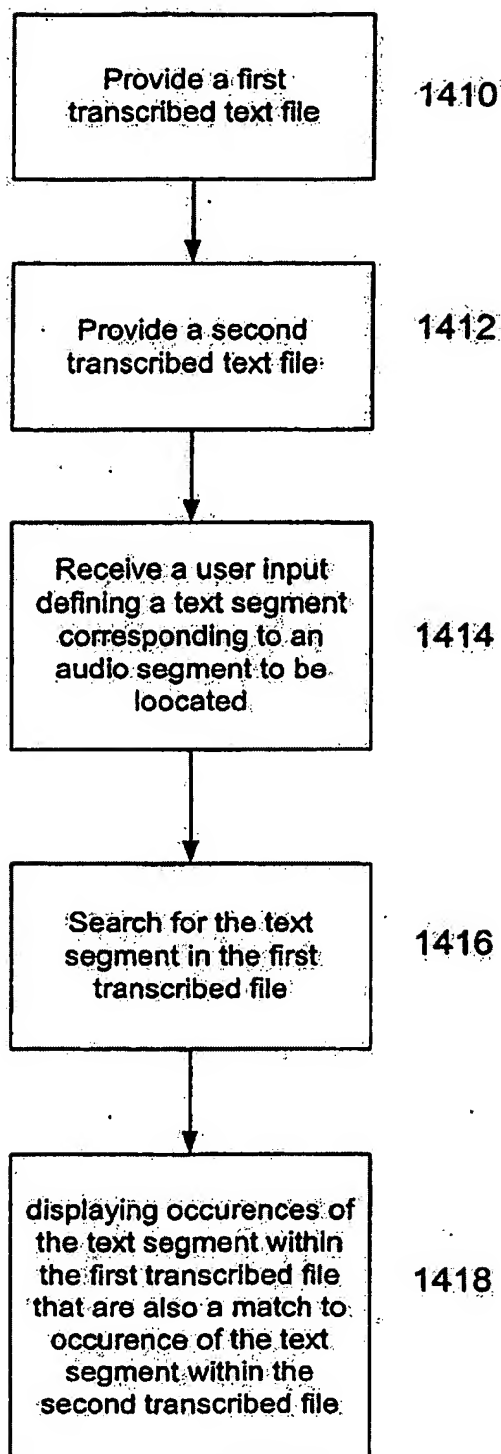 Provide a first
transcribed text file
1410
Provide a second
transcribed text file
1412
Receive a user input
defining a text segment
corresponding to an
audio segment to be
loocated
1414
Search for the text
segment in the first
transcribed file
1416
displaying occurences of
the text segment within
the first transcribed file
that are also a match to
occurence of the text
segment within the
second transcribed file
1418